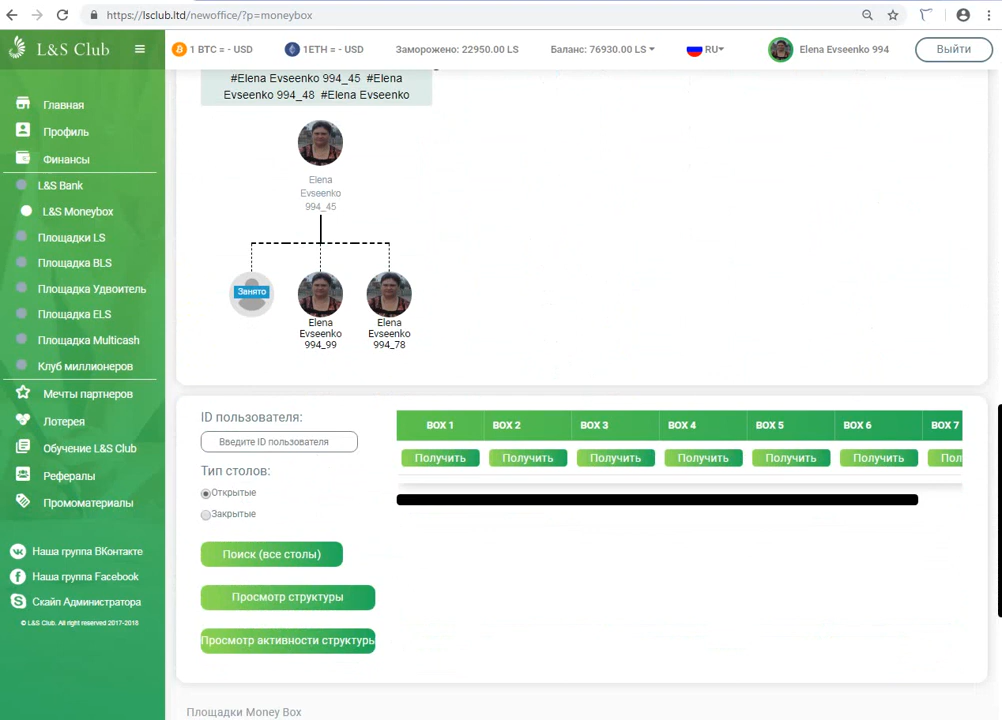 https://lsclub.ltd/newoffice/?p=moneybox
L&S Club
1 BTC = - USD
1ETH = - USD
Заморожено: 22950.00 LS
Баланс: 76930.00 LS
RU
Elena Evseenko 994
Выйти
Главная
Профиль
Финансы
L&S Bank
L&S Moneybox
Площадки LS
Площадка BLS
Площадка Удвоитель
Площадка ELS
Площадка Multicash
Клуб миллионеров
Мечты партнеров
Лотерея
Обучение L&S Club
Рефералы
Промоматериалы
Наша группа ВКонтакте
Наша группа Facebook
Скайп Администратора
© L&S Club. All right reserved 2017-2018
#Elena Evseenko 994_45 #Elena
Evseenko 994_48 #Elena Evseenko
Elena
Evseenko
994_45
Занято
Elena
Evseenko
994_99
Elena
Evseenko
994_78
ID пользователя:
Введите ID пользователя
Тип столов:
Открытые
Закрытые
Поиск (все столы)
Просмотр структуры
Просмотр активности структуры
BOX 1 BOX 2 BOX 3 BOX 4 BOX 5 BOX 6 BOX 7
Получить Получить Получить Получить Получить Получить Пол
Площадки Money Box